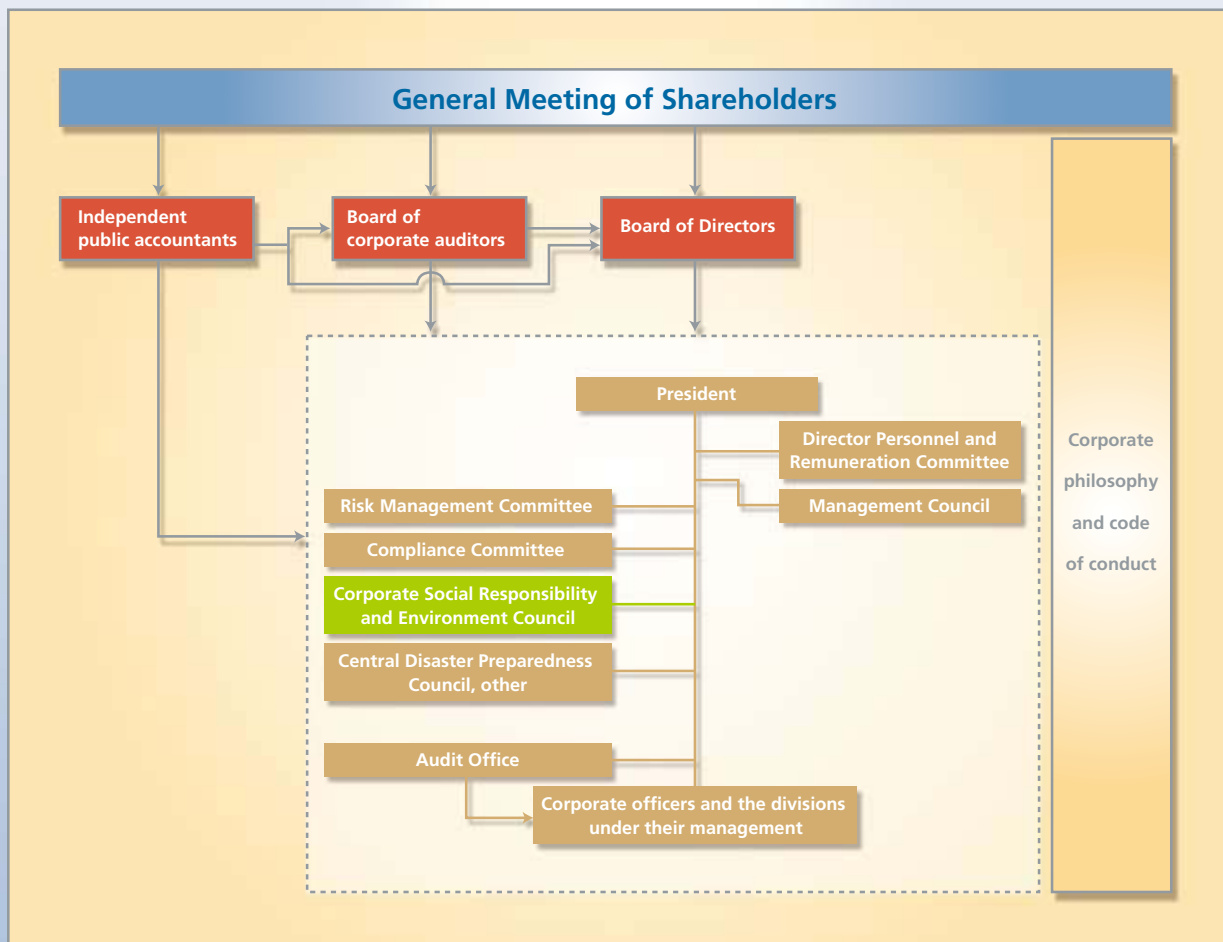 General Meeting of Shareholders
Independent
public accountants
Board of
corporate auditors
Board of Directors
President
Director Personnel and
Remuneration Committee
Management Council
Risk Management Committee
Compliance Committee
Corporate Social Responsibility
and Environment Council
Central Disaster Preparedness
Council, other
Audit Office
Corporate officers and the divisions
under their management
Corporate
philosophy
and code
of conduct